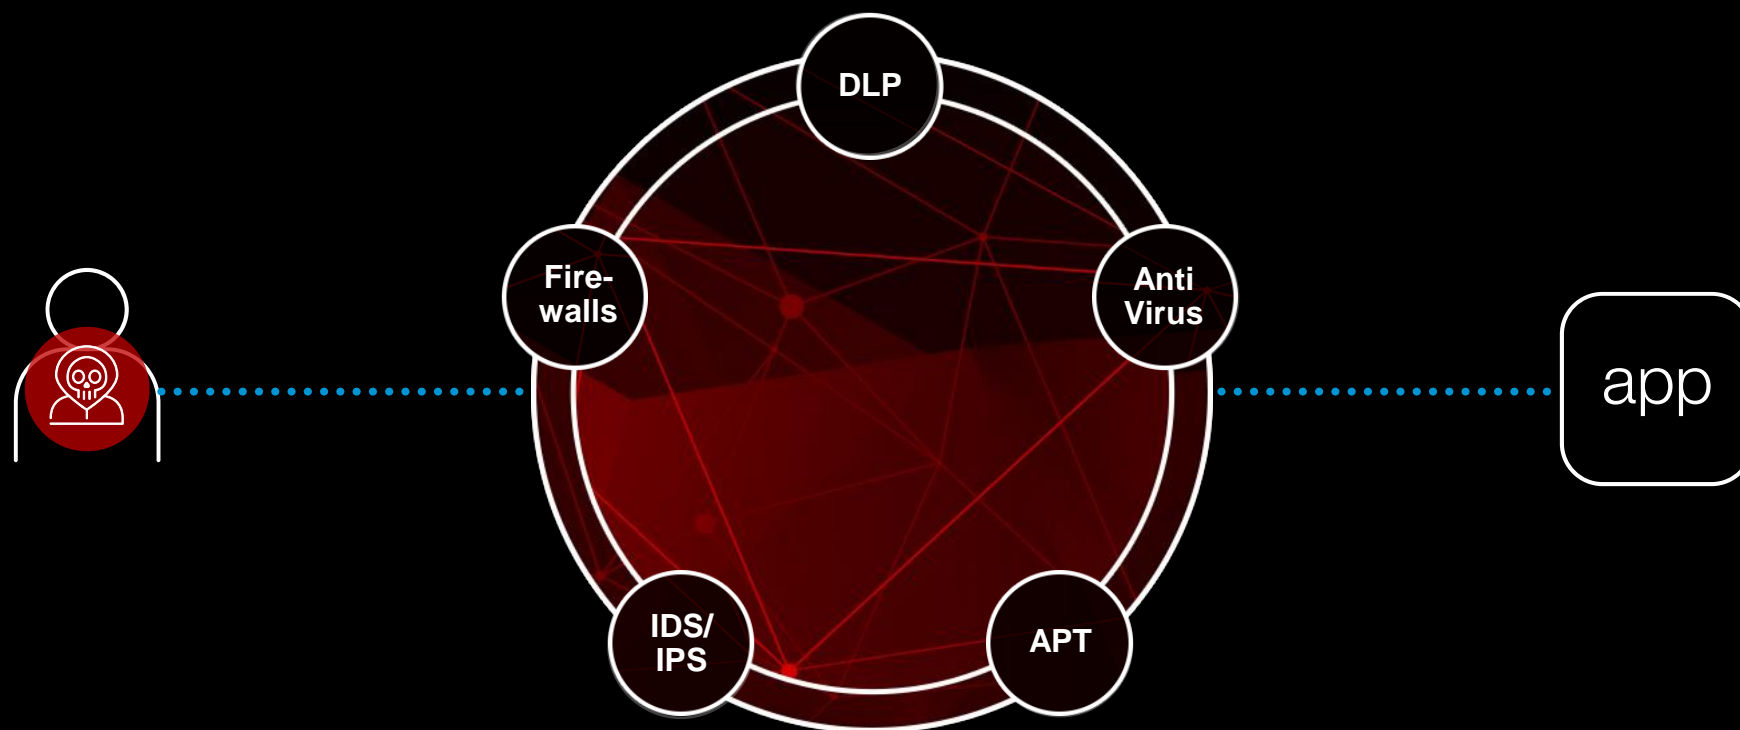 DLP
Fire-
walls
Anti
Virus
app
IDS/
IPS
APT